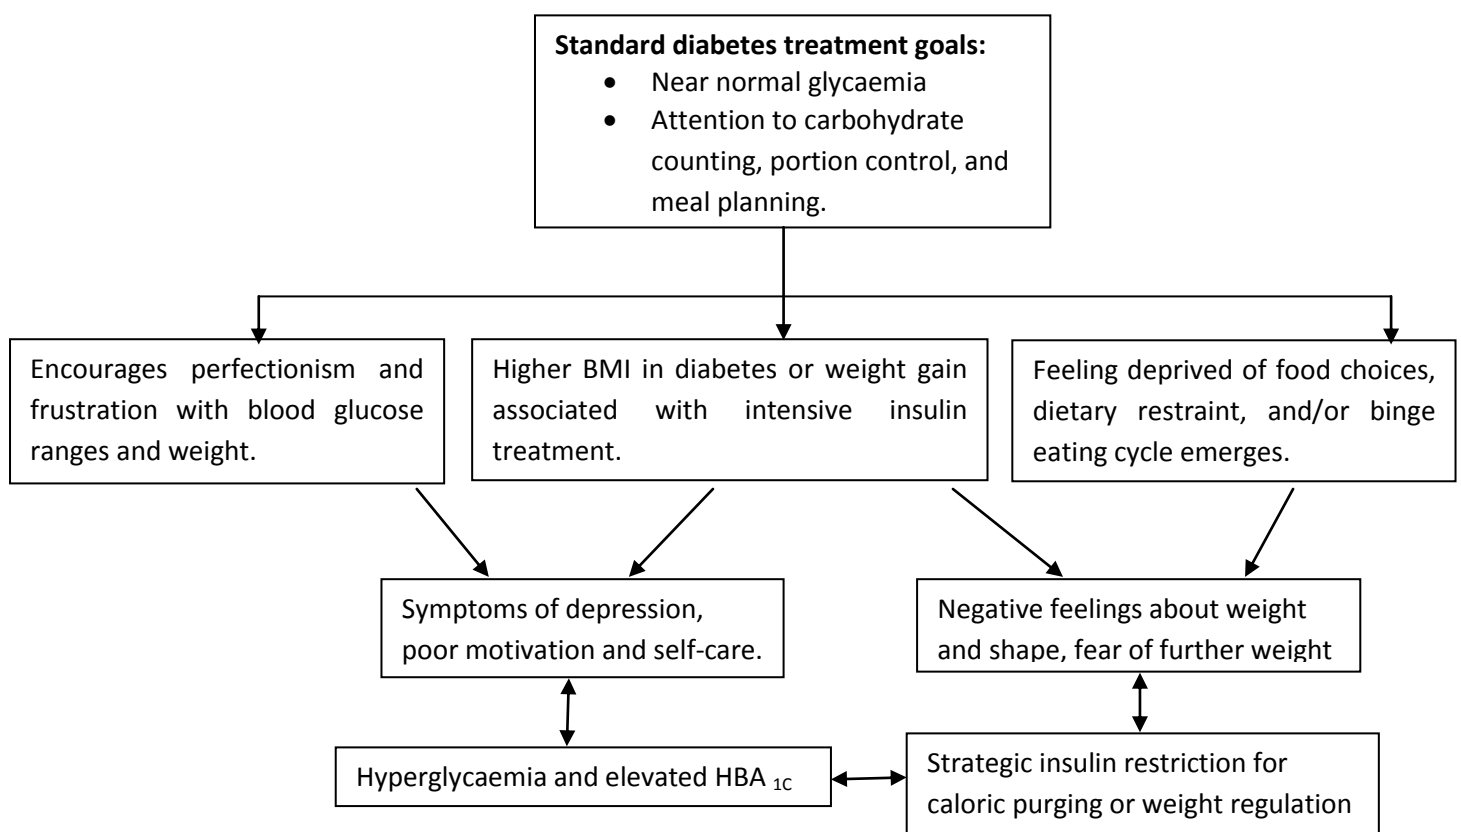 Standard diabetes treatment goals:
• Near normal glycaemia
• Attention to carbohydrate
counting, portion control, and
meal planning.
Encourages perfectionism and
frustration with blood glucose
ranges and weight.
Higher BMI in diabetes or weight gain
associated with intensive insulin
treatment.
Feeling deprived of food choices,
dietary restraint, and/or binge
eating cycle emerges.
Symptoms of depression,
poor motivation and self-care.
Negative feelings about weight
and shape, fear of further weight
Hyperglycaemia and elevated HBA 1C
Strategic insulin restriction for
caloric purging or weight regulation